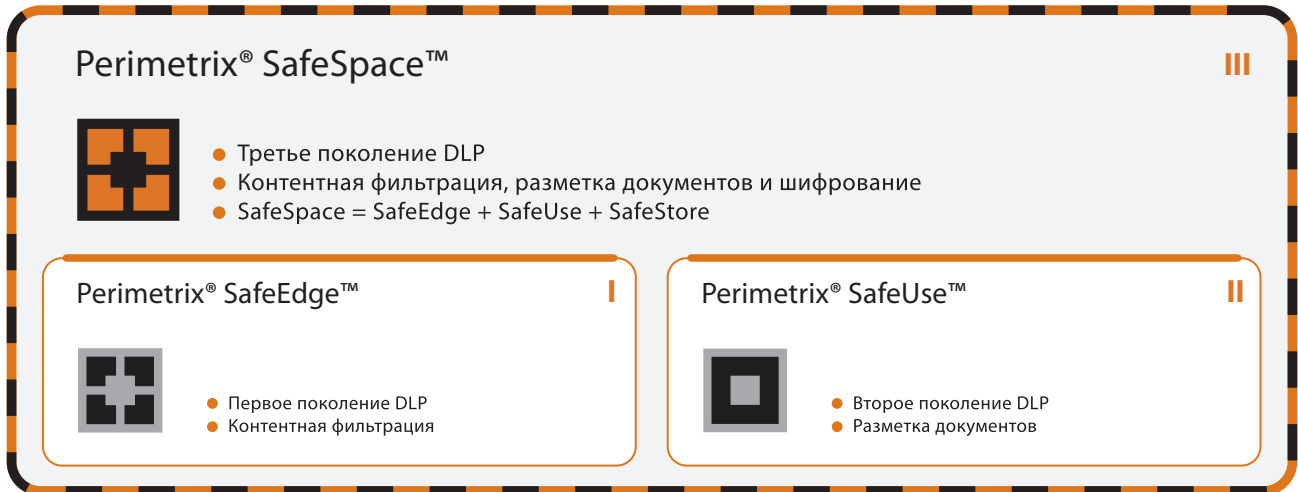 Perimetrix® SafeSpace™
III
Третье поколение DLP
Контентная фильтрация, разметка документов и шифрование
SafeSpace = SafeEdge + SafeUse + SafeStore
Perimetrix® SafeEdge™
I
Первое поколение DLP
Контентная фильтрация
Perimetrix® SafeUse™
II
Второе поколение DLP
Разметка документов